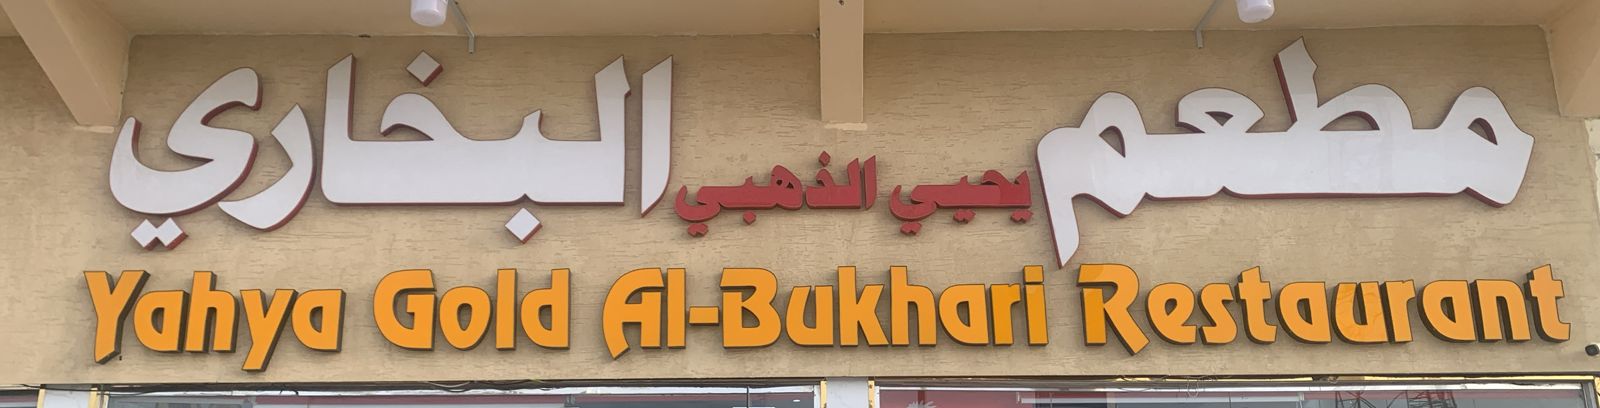 مطعم يحيي الذهبي البخاري
Yahya Gold Al-Bukhari Restaurant